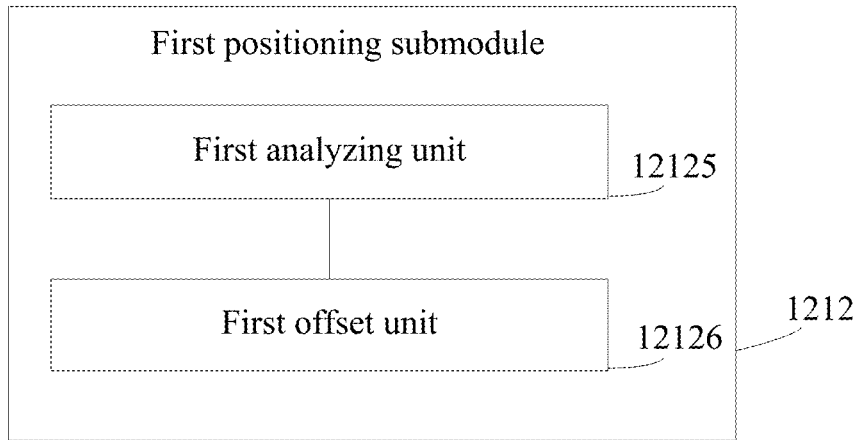 First positioning submodule
First analyzing unit
12125
First offset unit
12126
1212